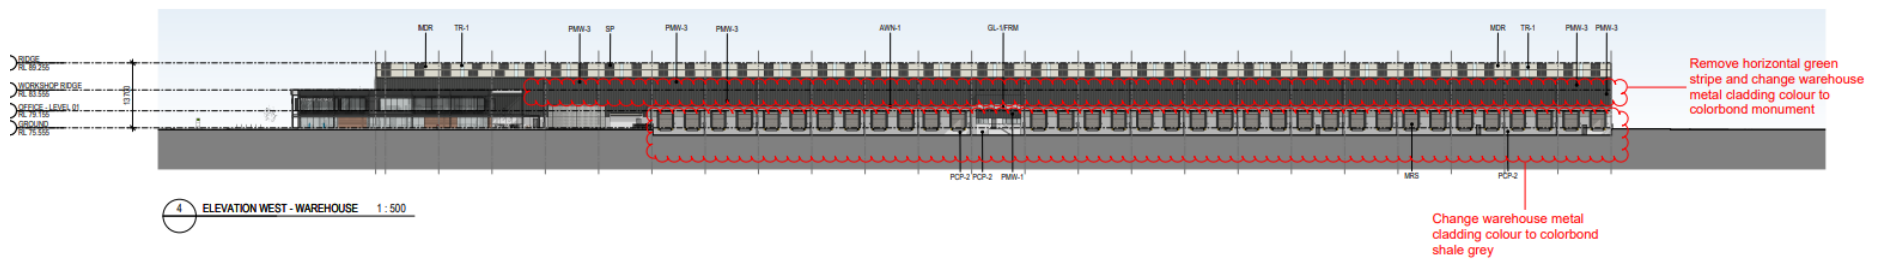 MDR TR-1 PMW-3 SP PMW-3 PMW-3 AWN-1 GL-1/FRM MDR TR-1 PMW-3 PMW-3
RIDGE
RL 89.255
WORKSHOP RIDGE
RL 83.555
OFFICE - LEVEL 01
RL 79.155
GROUND
RL 75.555
13700
Remove horizontal green
stripe and change warehouse
metal cladding colour to
colorbond monument
PCP-2 PCP-2 PMW-1 MRS PCP-2
4 ELEVATION WEST - WAREHOUSE 1 : 500
Change warehouse metal
cladding colour to colorbond
shale grey